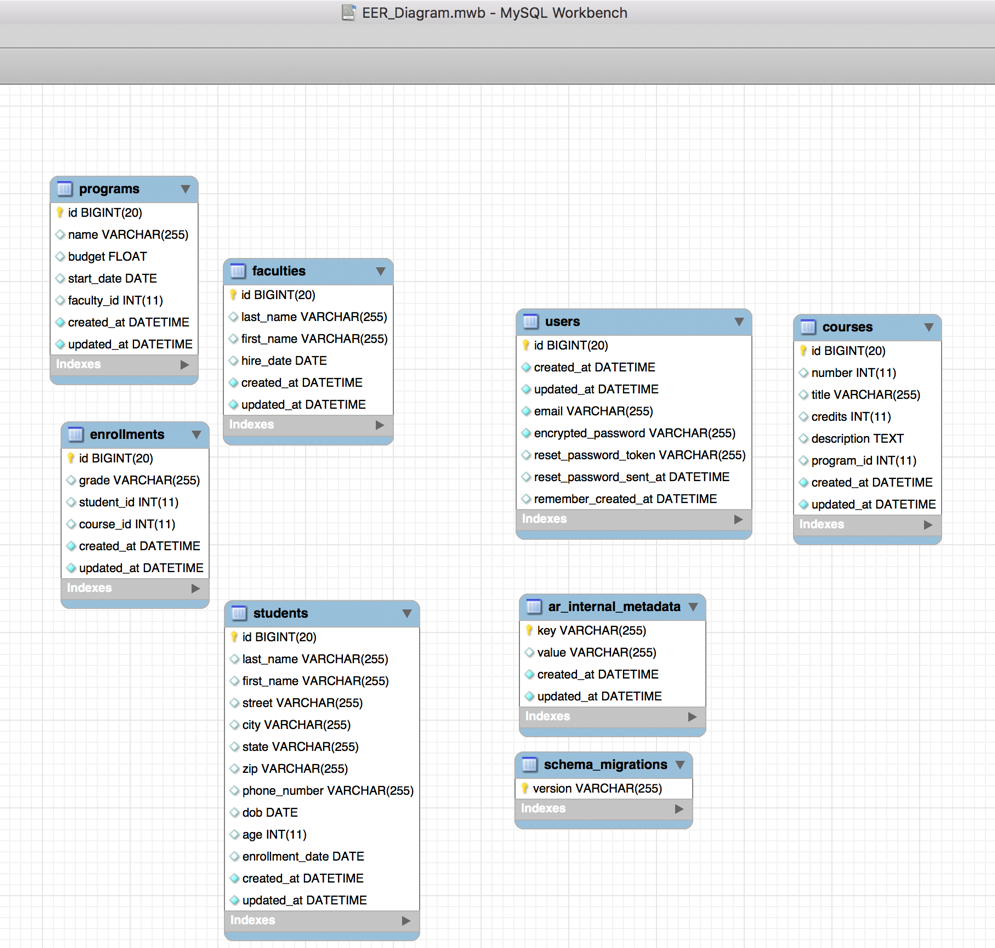 EER_Diagram.mwb - MySQL Workbench
programs
id BIGINT(20)
name VARCHAR(255)
budget FLOAT
start_date DATE
faculty_id INT(11)
created_at DATETIME
updated_at DATETIME
Indexes
faculties
id BIGINT(20)
last_name VARCHAR(255)
first_name VARCHAR(255)
hire_date DATE
created_at DATETIME
updated_at DATETIME
Indexes
users
id BIGINT(20)
created_at DATETIME
updated_at DATETIME
email VARCHAR(255)
encrypted_password VARCHAR(255)
reset_password_token VARCHAR(255)
reset_password_sent_at DATETIME
remember_created_at DATETIME
Indexes
courses
id BIGINT(20)
number INT(11)
title VARCHAR(255)
credits INT(11)
description TEXT
program_id INT(11)
created_at DATETIME
updated_at DATETIME
Indexes
enrollments
id BIGINT(20)
grade VARCHAR(255)
student_id INT(11)
course_id INT(11)
created_at DATETIME
updated_at DATETIME
Indexes
students
id BIGINT(20)
last_name VARCHAR(255)
first_name VARCHAR(255)
street VARCHAR(255)
city VARCHAR(255)
state VARCHAR(255)
zip VARCHAR(255)
phone_number VARCHAR(255)
dob DATE
age INT(11)
enrollment_date DATE
created_at DATETIME
updated_at DATETIME
Indexes
ar_internal_metadata
key VARCHAR(255)
value VARCHAR(255)
created_at DATETIME
updated_at DATETIME
Indexes
schema_migrations
version VARCHAR(255)
Indexes